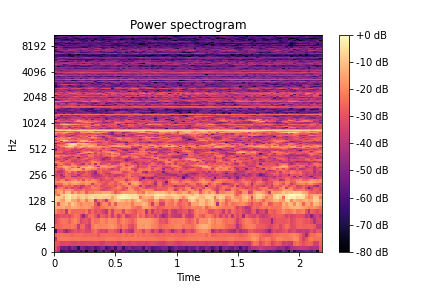 Power spectrogram
8192
4096
2048
1024
512
256
128
64
0
Hz
0
0.5
1
1.5
2
Time
+0 dB
-10 dB
-20 dB
-30 dB
-40 dB
-50 dB
-60 dB
-70 dB
-80 dB